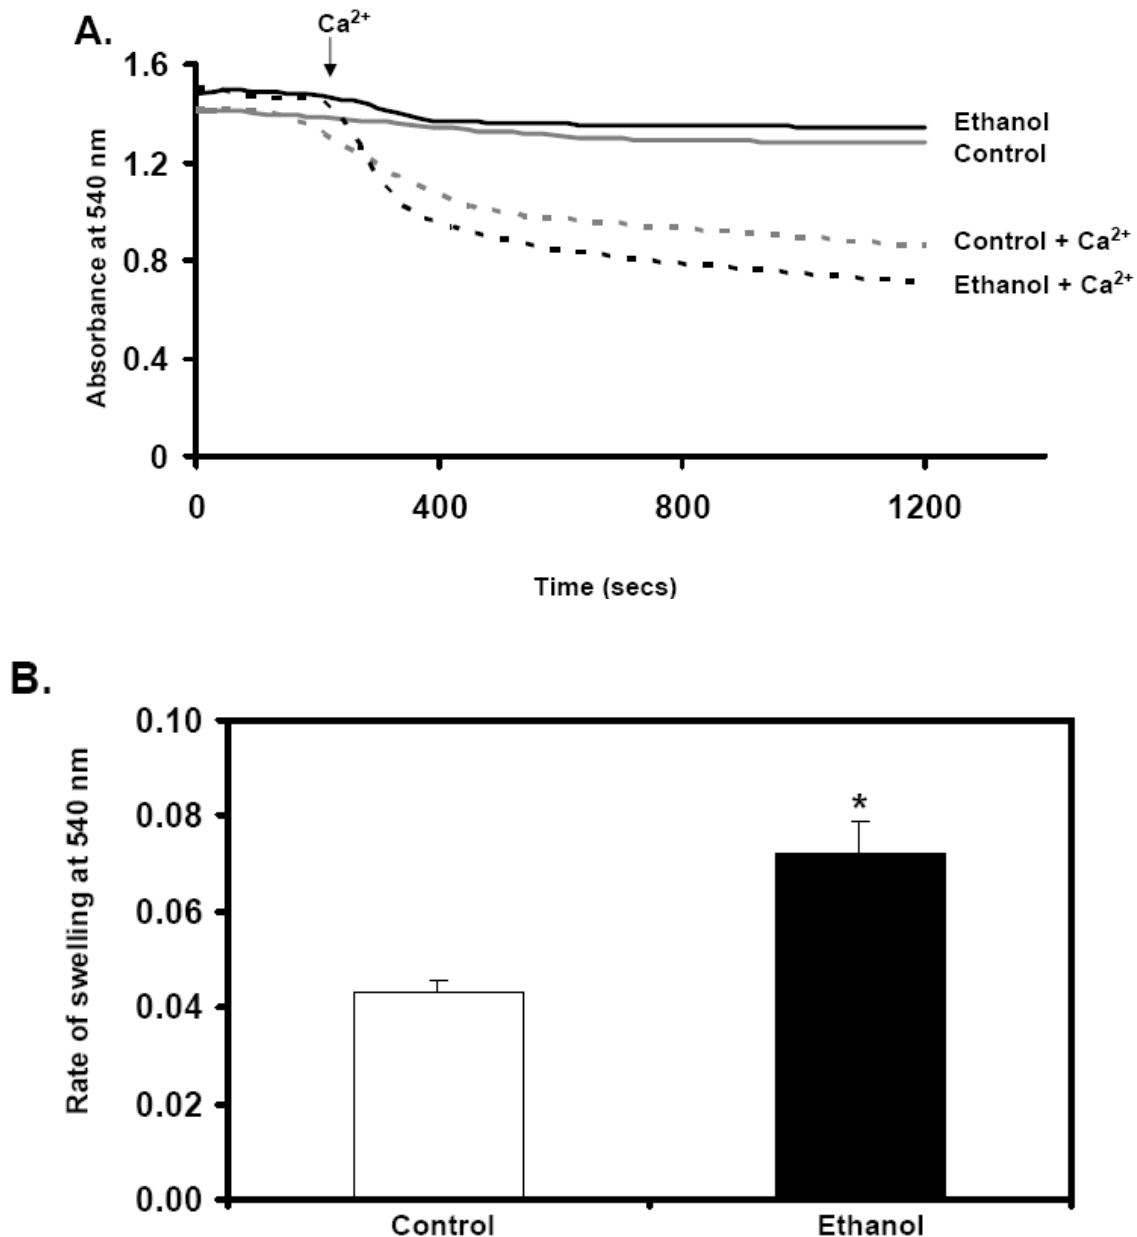 A.
Ca²⁺
1.6
1.2
0.8
0.4
0
Absorbance at 540 nm
Ethanol
Control
Control + Ca²⁺
Ethanol + Ca²⁺
0 400 800 1200
Time (secs)
B.
0.10
0.08
0.06
0.04
0.02
0.00
Rate of swelling at 540 nm
*
Control Ethanol